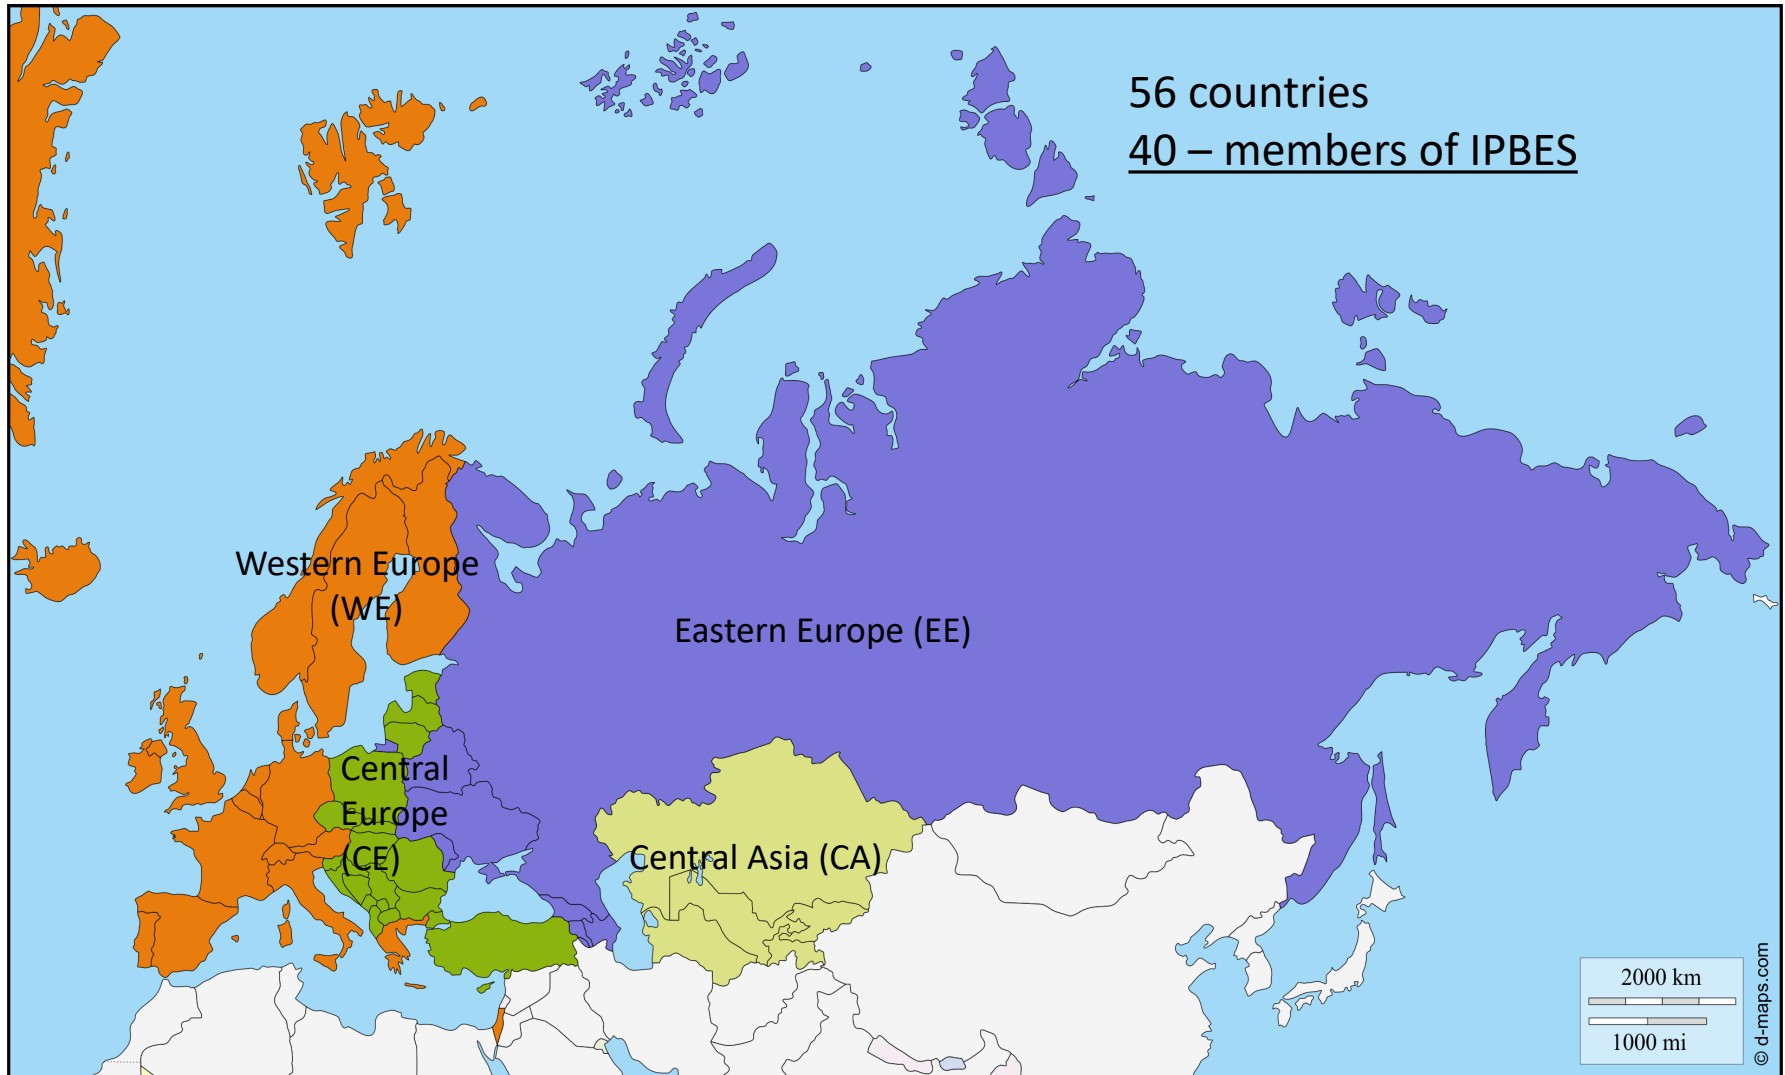 56 countries
40 – members of IPBES
Western Europe
(WE)
Eastern Europe (EE)
Central
Europe
(CE)
Central Asia (CA)
2000 km
1000 mi
© d-maps.com